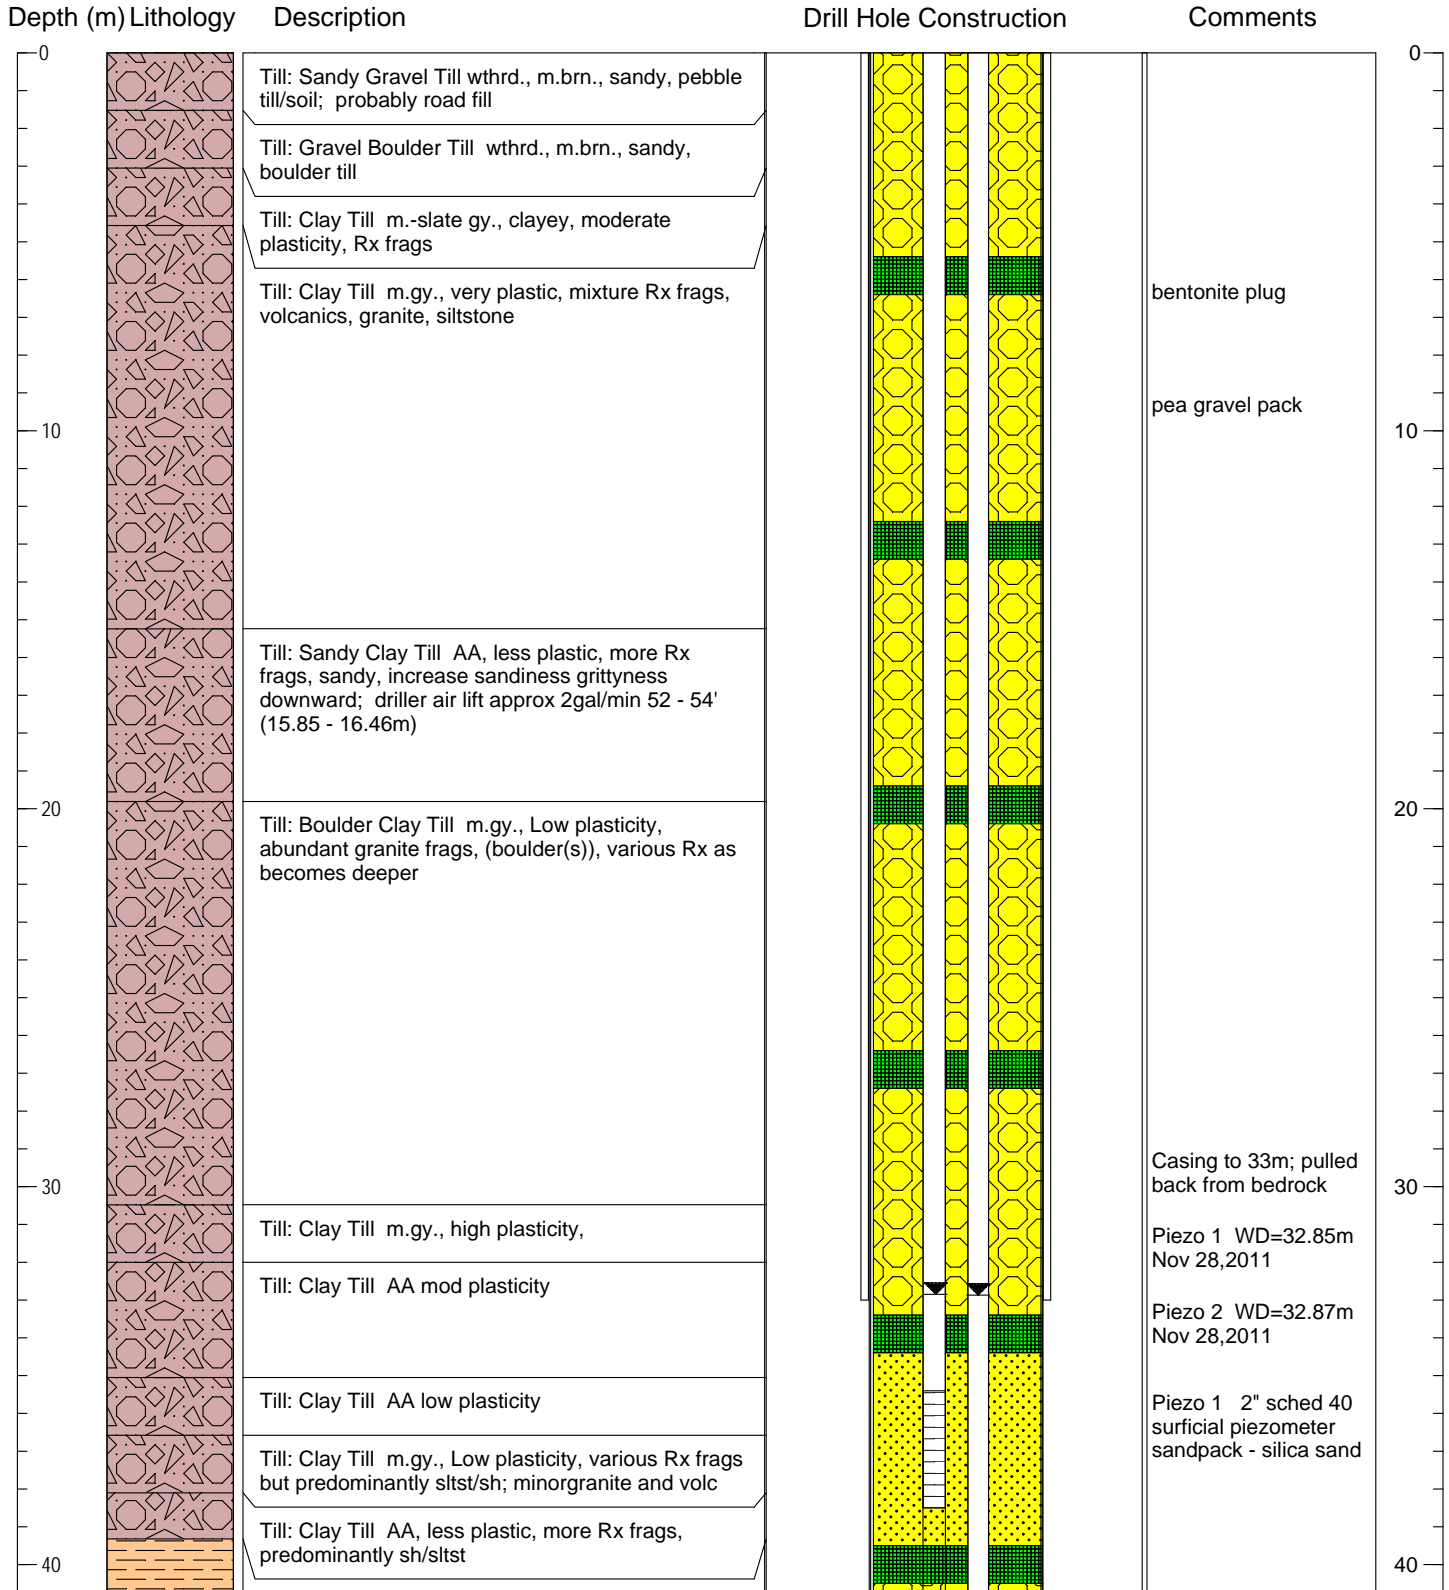 Depth (m) Lithology Description Drill Hole Construction Comments
0
0
Till: Sandy Gravel Till wthrd., m.brn., sandy, pebble
till/soil; probably road fill
Till: Gravel Boulder Till wthrd., m.brn., sandy,
boulder till
Till: Clay Till m.-slate gy., clayey, moderate
plasticity, Rx frags
Till: Clay Till m.gy., very plastic, mixture Rx frags,
volcanics, granite, siltstone
bentonite plug
pea gravel pack
10
10
Till: Sandy Clay Till AA, less plastic, more Rx
frags, sandy, increase sandiness grittyness
downward; driller air lift approx 2gal/min 52 - 54'
(15.85 - 16.46m)
20
20
Till: Boulder Clay Till m.gy., Low plasticity,
abundant granite frags, (boulder(s)), various Rx as
becomes deeper
Casing to 33m; pulled
back from bedrock
30
30
Till: Clay Till m.gy., high plasticity,
Piezo 1 WD=32.85m
Nov 28,2011
Till: Clay Till AA mod plasticity
Piezo 2 WD=32.87m
Nov 28,2011
Till: Clay Till AA low plasticity
Piezo 1 2" sched 40
surficial piezometer
sandpack - silica sand
Till: Clay Till m.gy., Low plasticity, various Rx frags
but predominantly sltst/sh; minorgranite and volc
Till: Clay Till AA, less plastic, more Rx frags,
predominantly sh/sltst
40
40